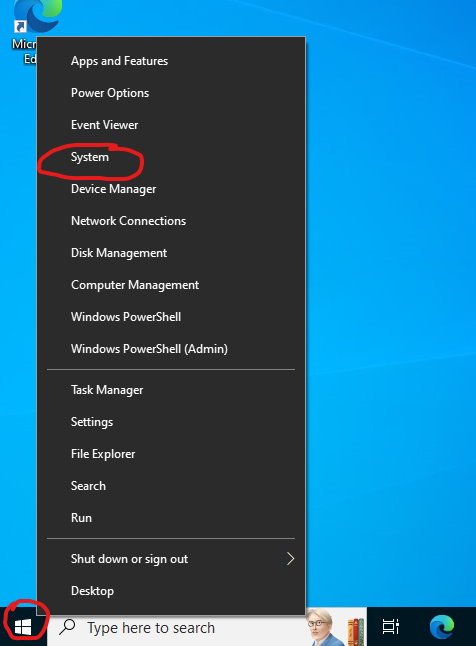 Micr
Ed
Apps and Features
Power Options
Event Viewer
System
Device Manager
Network Connections
Disk Management
Computer Management
Windows PowerShell
Windows PowerShell (Admin)
Task Manager
Settings
File Explorer
Search
Run
Shut down or sign out
Desktop
Type here to search